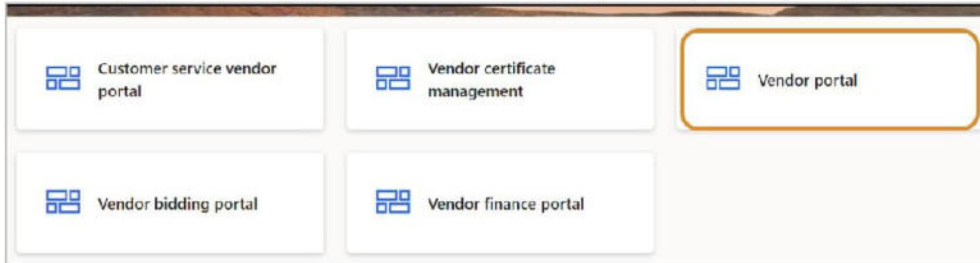 Customer service vendor
portal
Vendor certificate
management
Vendor portal
Vendor bidding portal
Vendor finance portal